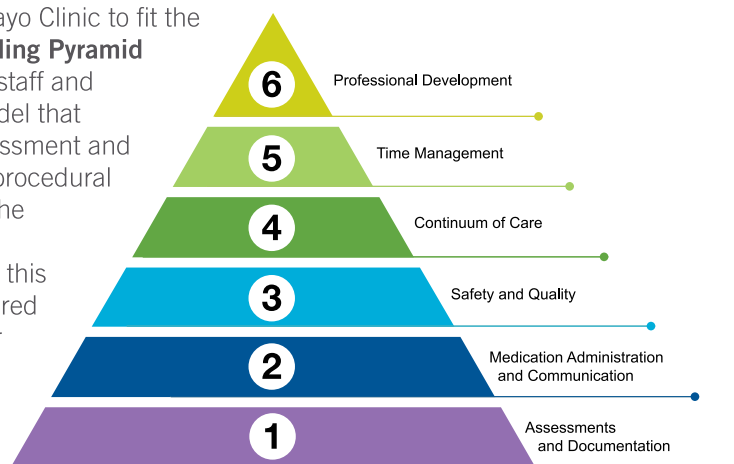 ayo Clinic to fit the
ling Pyramid
staff and
del that
ssment and
procedural
he
this
red
6
Professional Development
5
Time Management
4
Continuum of Care
3
Safety and Quality
2
Medication Administration
and Communication
1
Assessments
and Documentation